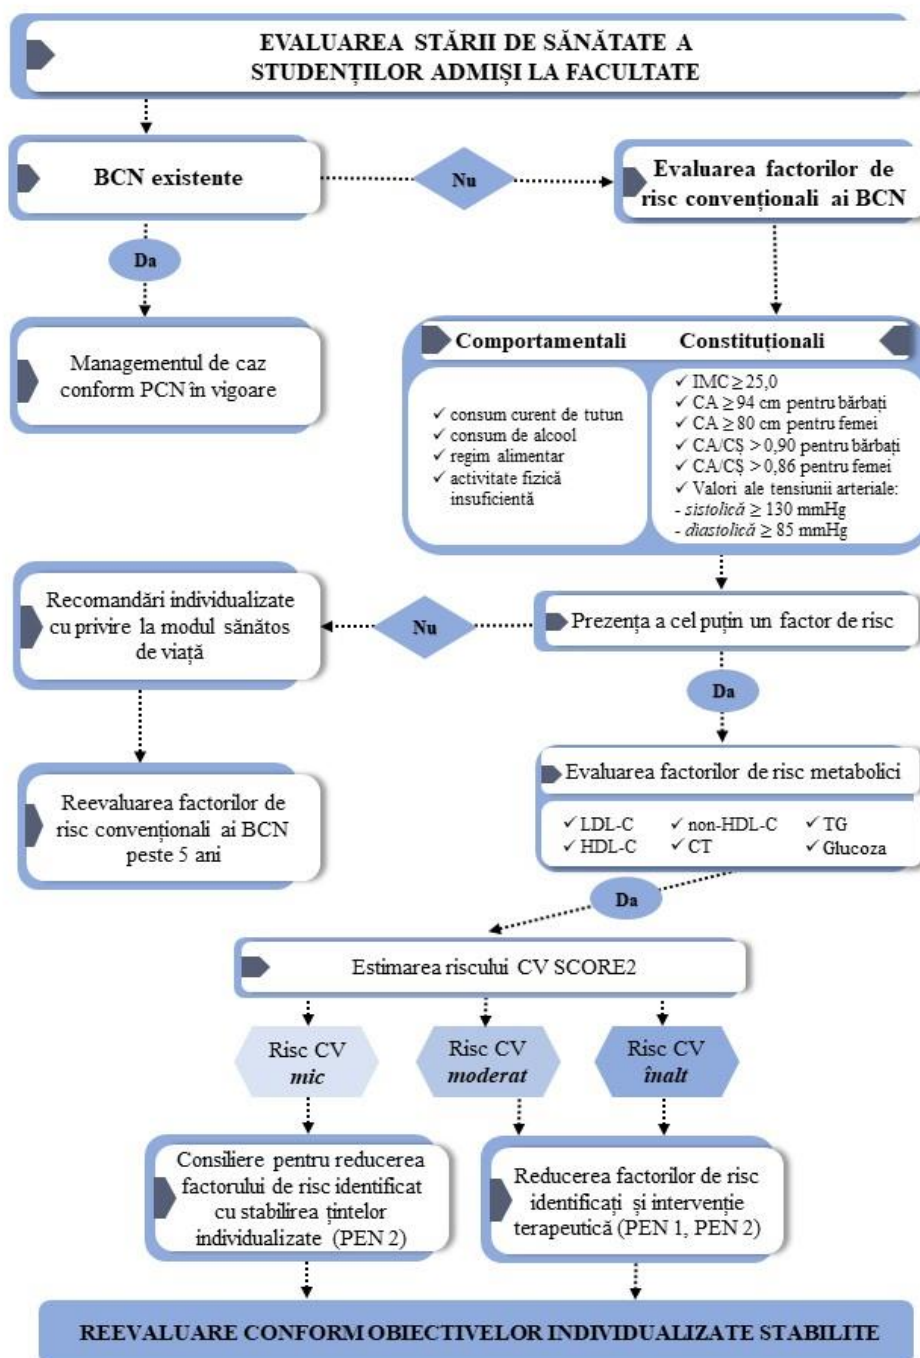 EVALUAREA STĂRII DE SĂNĂTATE A
STUDENȚILOR ADMIȘI LA FACULTATE
BCN existente
Nu
Evaluarea factorilor de
risc convenționali ai BCN
Da
Managementul de caz
conform PCN în vigoare
Comportamentali
✓ consum curent de tutun
✓ consum de alcool
✓ regim alimentar
✓ activitate fizică
insuficientă
Constituționali
✓ IMC ≥ 25,0
✓ CA ≥ 94 cm pentru bărbați
✓ CA ≥ 80 cm pentru femei
✓ CA/CȘ > 0,90 pentru bărbați
✓ CA/CȘ > 0,86 pentru femei
✓ Valori ale tensiunii arteriale:
- sistolică ≥ 130 mmHg
- diastolică ≥ 85 mmHg
Prezența a cel puțin un factor de risc
Nu
Recomandări individualizate
cu privire la modul sănătos
de viață
Reevaluarea factorilor de
risc convenționali ai BCN
peste 5 ani
Da
Evaluarea factorilor de risc metabolici
✓ LDL-C ✓ non-HDL-C ✓ TG
✓ HDL-C ✓ CT ✓ Glucoza
Da
Estimarea riscului CV SCORE2
Risc CV
mic
Risc CV
moderat
Risc CV
înalt
Consiliere pentru reducerea
factorului de risc identificat
cu stabilirea țintelor
individualizate (PEN 2)
Reducerea factorilor de risc
identificați și intervenție
terapeutică (PEN 1, PEN 2)
REEVALUARE CONFORM OBIECTIVELOR INDIVIDUALIZATE STABILITE